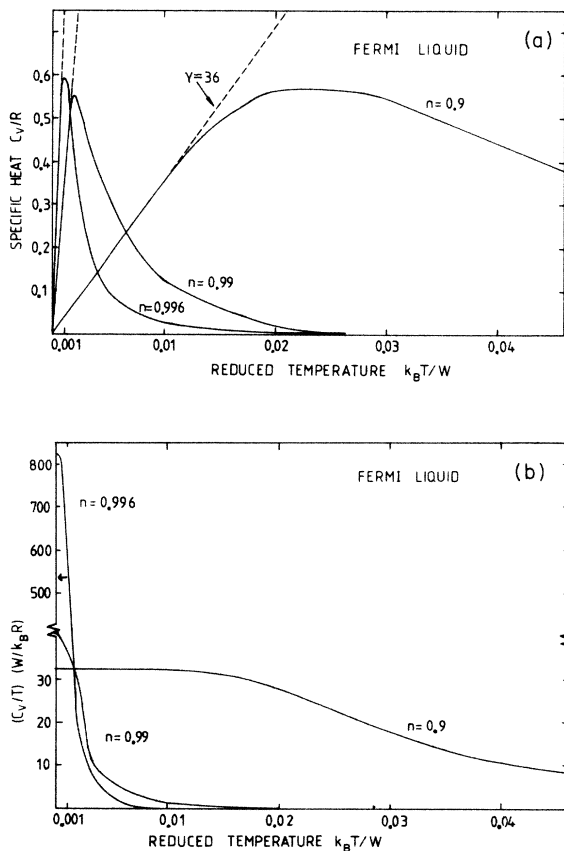 FERMI LIQUID
(a)
γ=36
n=0.9
n=0.99
n=0.996
SPECIFIC HEAT C_V/R
0.6
0.5
0.4
0.3
0.2
0.1
0.001 0.01 0.02 0.03 0.04
REDUCED TEMPERATURE k_BT/W
FERMI LIQUID
(b)
n=0.996
n=0.9
n=0.99
(C_V/T) (W/k_BR)
800
700
600
500
30
20
10
0.001 0.01 0.02 0.03 0.04
REDUCED TEMPERATURE k_BT/W